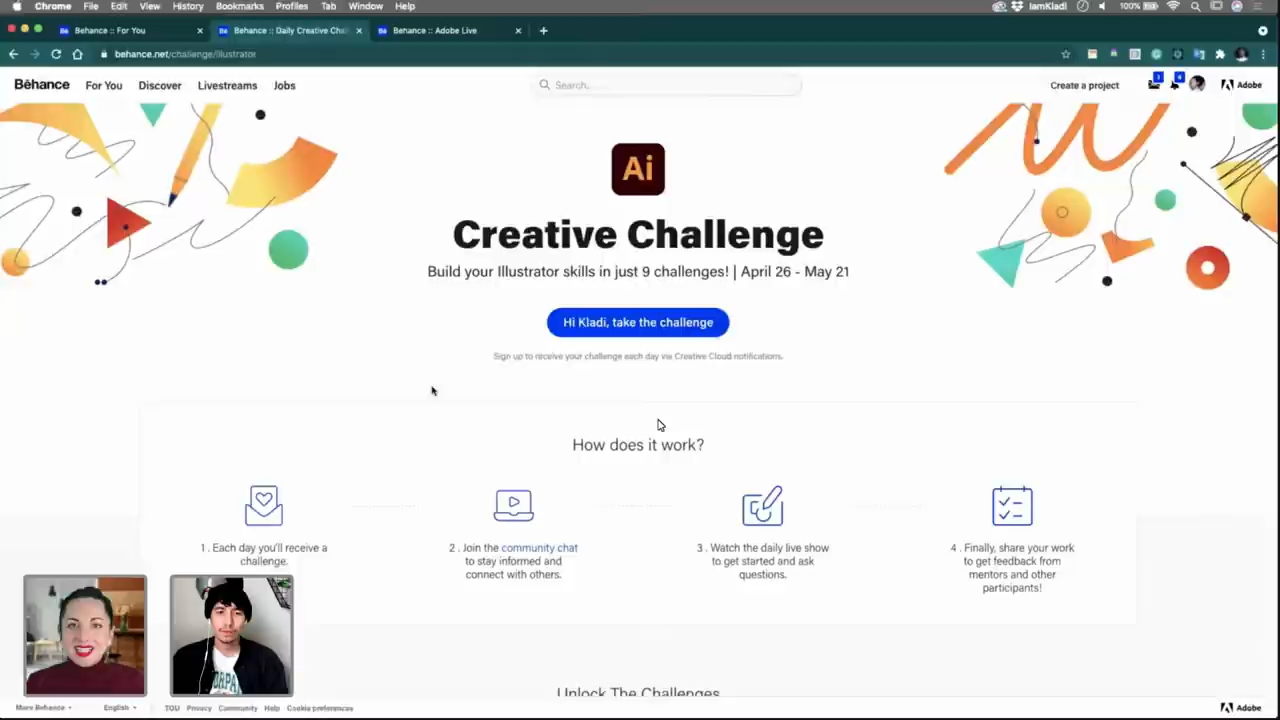 Chrome File Edit View History Bookmarks Profiles Tab Window Help IamKladi 100%
Behance :: For You
Behance :: Daily Creative Chal
Behance :: Adobe Live
behance.net/challenge/illustrator
Bēhance For You Discover Livestreams Jobs Search... Create a project Adobe
Ai
Creative Challenge
Build your Illustrator skills in just 9 challenges! | April 26 - May 21
Hi Kladi, take the challenge
Sign up to receive your challenge each day via Creative Cloud notifications.
How does it work?
1 . Each day you'll receive a
challenge.
2 . Join the community chat
to stay informed and
connect with others.
3 . Watch the daily live show
to get started and ask
questions.
4 . Finally, share your work
to get feedback from
mentors and other
participants!
Unlock The Challenges
More Behance English TOU Privacy Community Help Cookie preferences Adobe